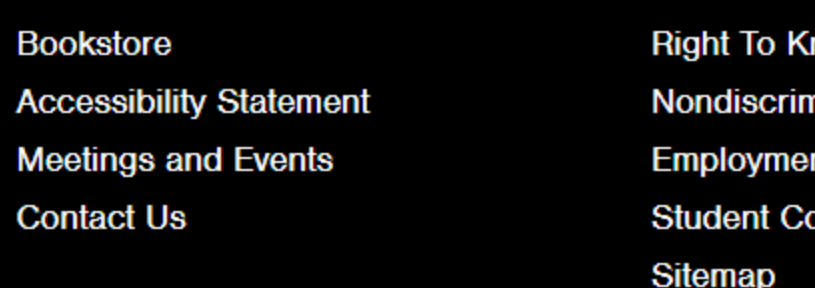 Bookstore
Accessibility Statement
Meetings and Events
Contact Us
Right To
Student
Sitemap